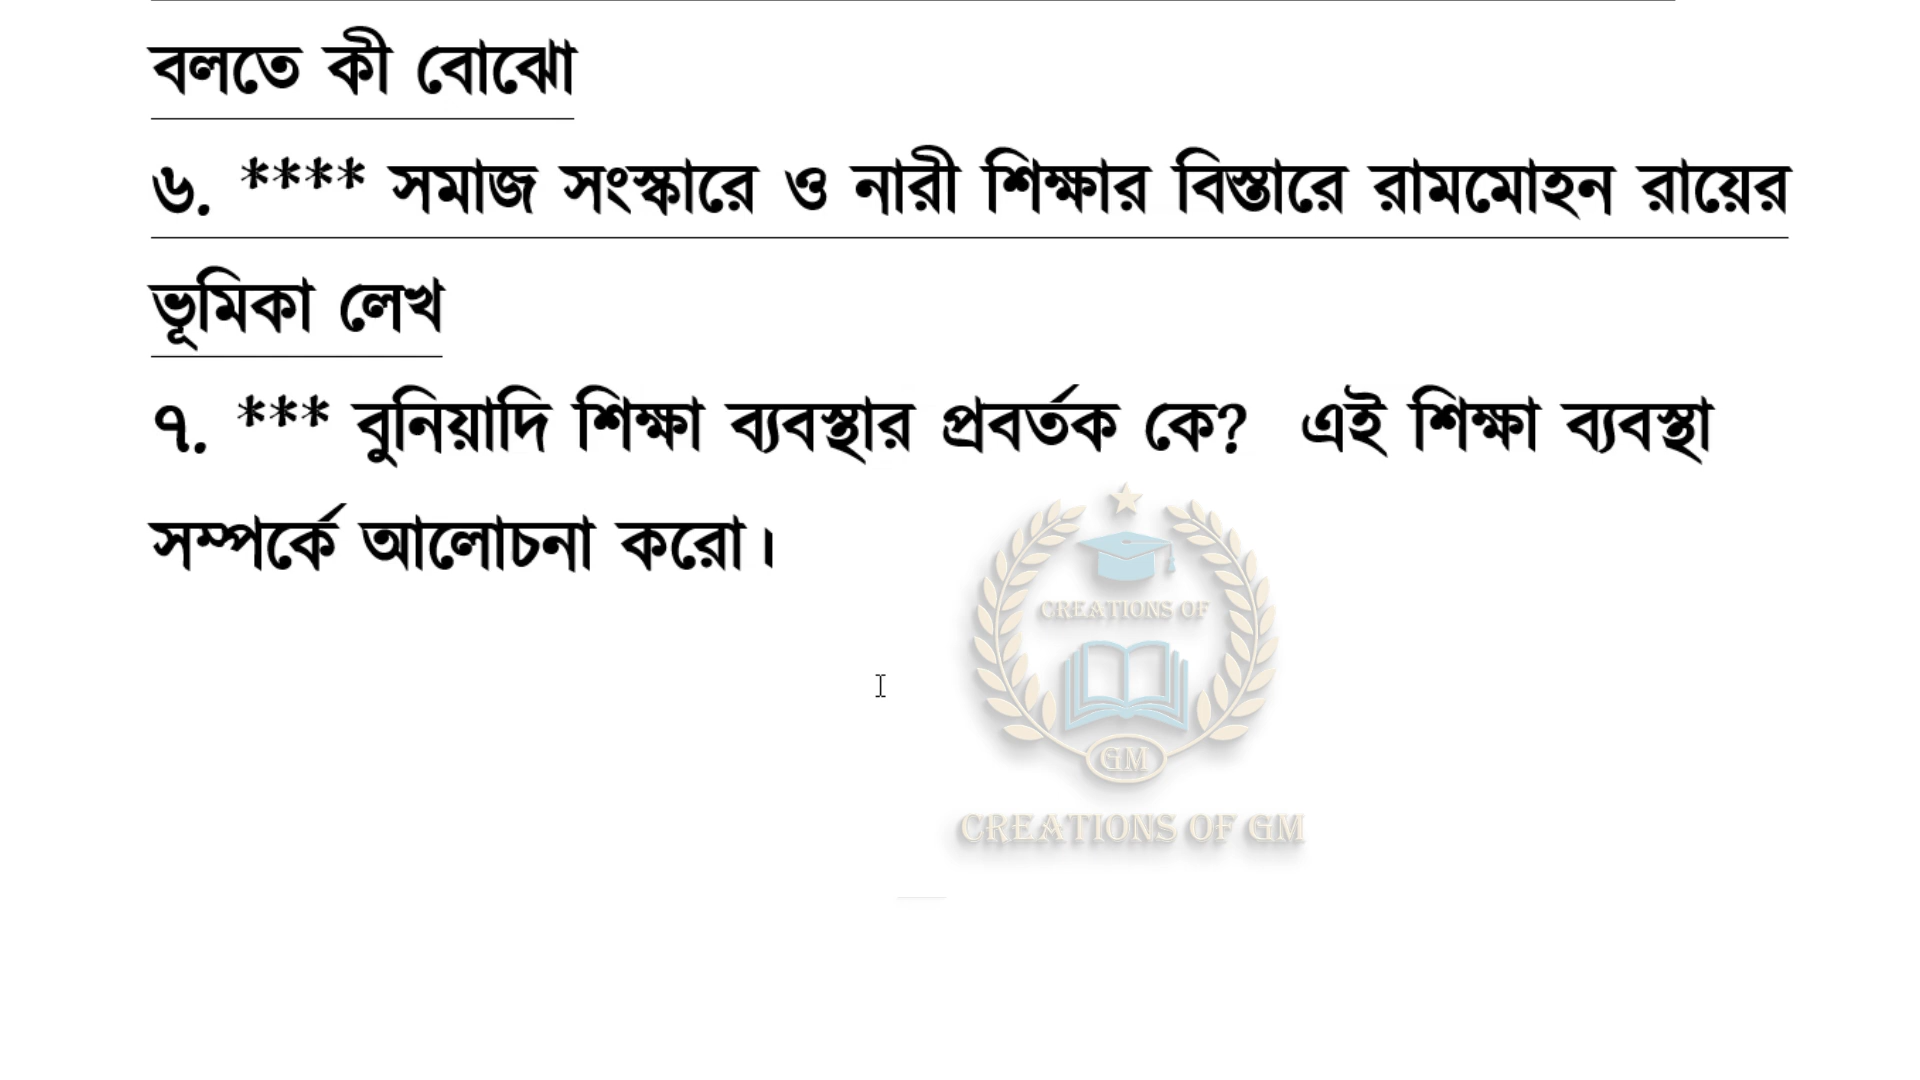 বলতে কী বোঝো
৬. **** সমাজ সংস্কারে ও নারী শিক্ষার বিস্তারে রামমোহন রায়ের
ভূমিকা লেখ
৭. *** বুনিয়াদি শিক্ষা ব্যবস্থার প্রবর্তক কে? এই শিক্ষা ব্যবস্থা
সম্পর্কে আলোচনা করো।
CREATIONS OF
GM
CREATIONS OF GM